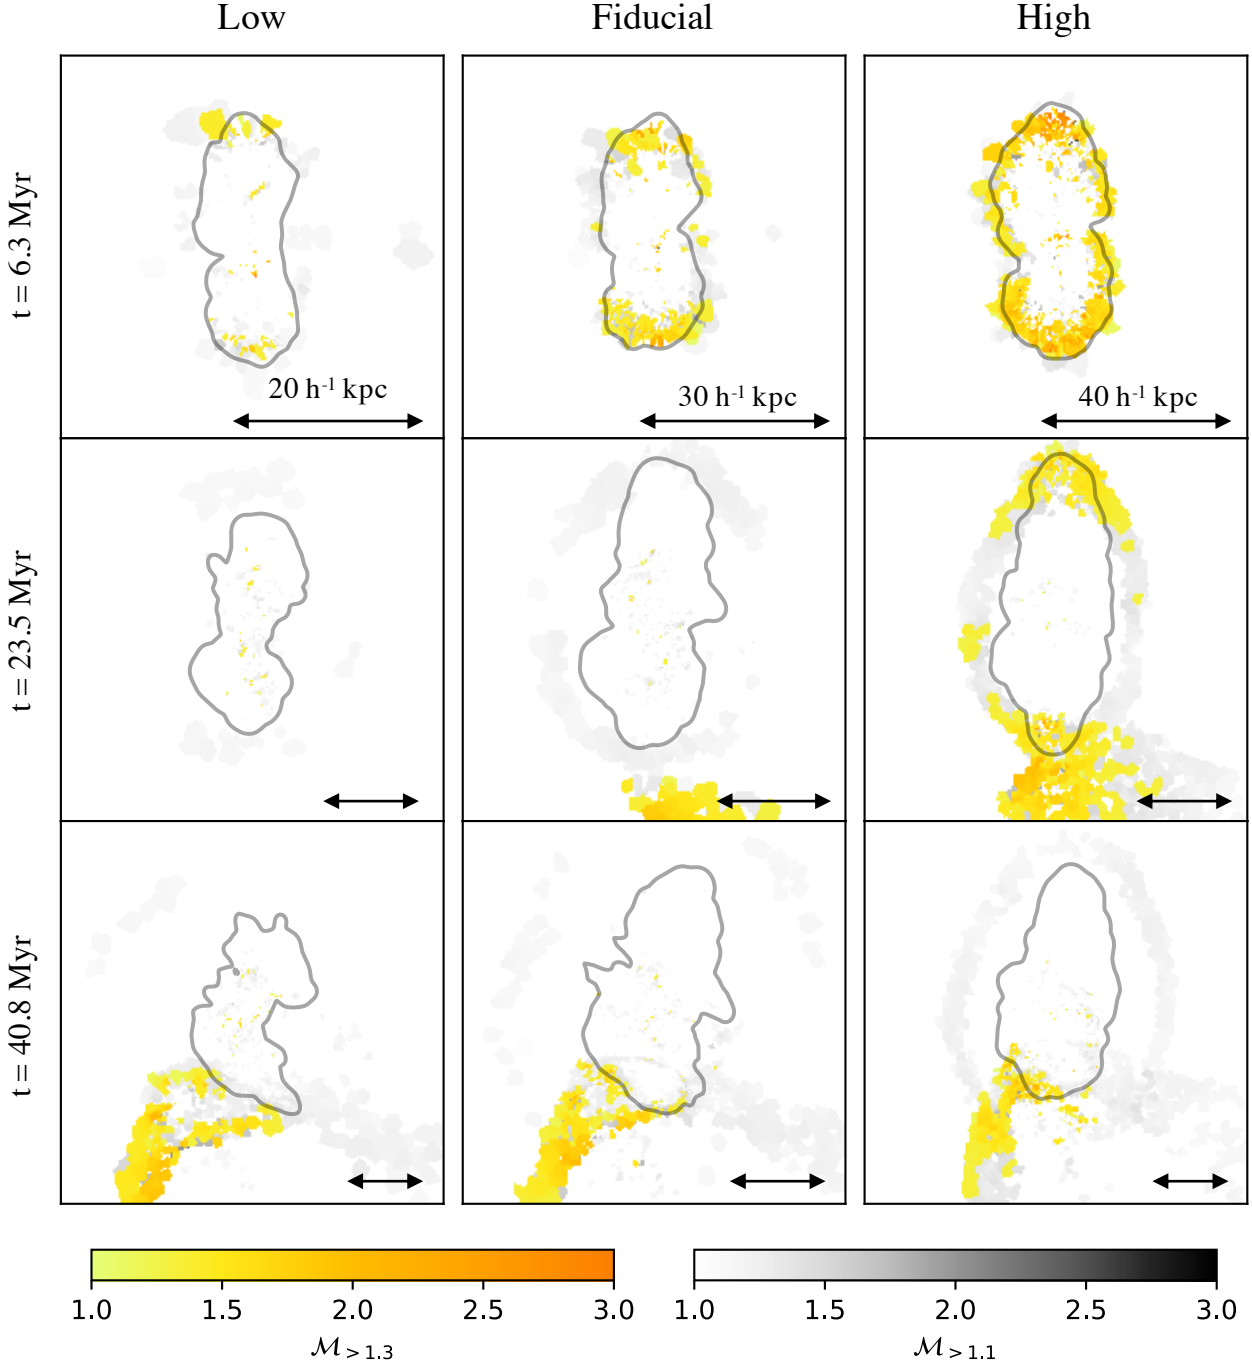 Low Fiducial High
t = 6.3 Myr
20 h⁻¹ kpc 30 h⁻¹ kpc 40 h⁻¹ kpc
t = 23.5 Myr
t = 40.8 Myr
1.0 1.5 2.0 2.5 3.0 1.0 1.5 2.0 2.5 3.0
ℳ>1.3 ℳ>1.1